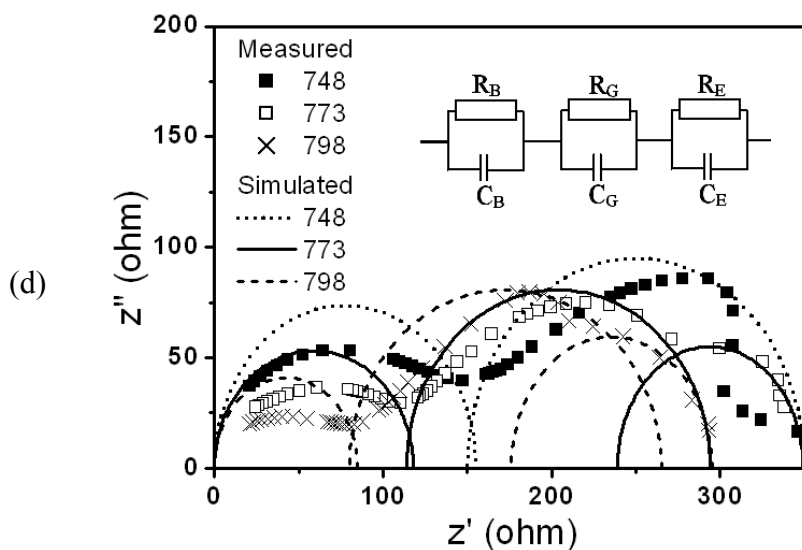 (d)
z'' (ohm)
200
150
100
50
0
Measured
748
773
798
Simulated
748
773
798
R_B R_G R_E
C_B C_G C_E
0 100 200 300
z' (ohm)